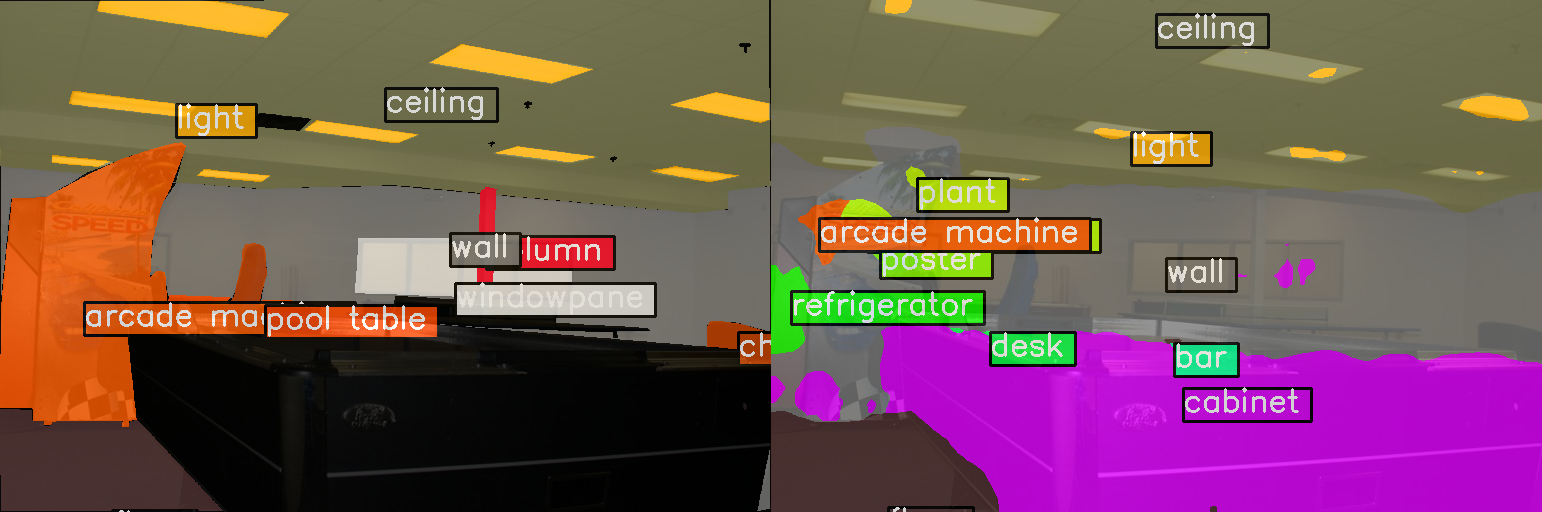 ceiling
light
wall
lumn
windowpane
arcade ma
pool table
ch
SPEED
ceiling
light
plant
arcade machine
poster
wall
refrigerator
desk
bar
cabinet